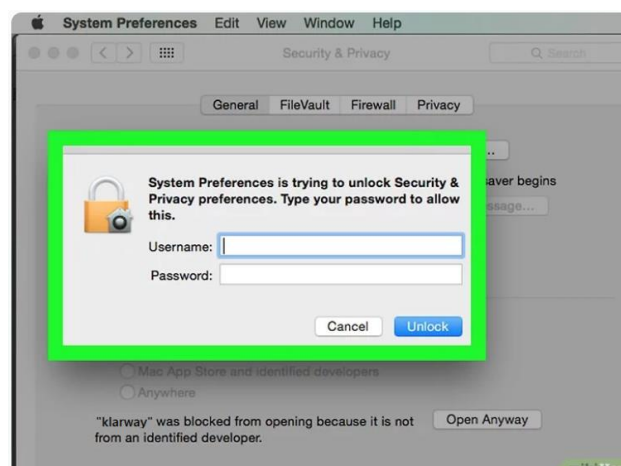 System Preferences Edit View Window Help
Security & Privacy
Search
General FileVault Firewall Privacy
...
System Preferences is trying to unlock Security &
Privacy preferences. Type your password to allow
this.
saver begins
ssage...
Username:
Password:
Cancel Unlock
Mac App Store and identified developers
Anywhere
"klarway" was blocked from opening because it is not
from an identified developer.
Open Anyway